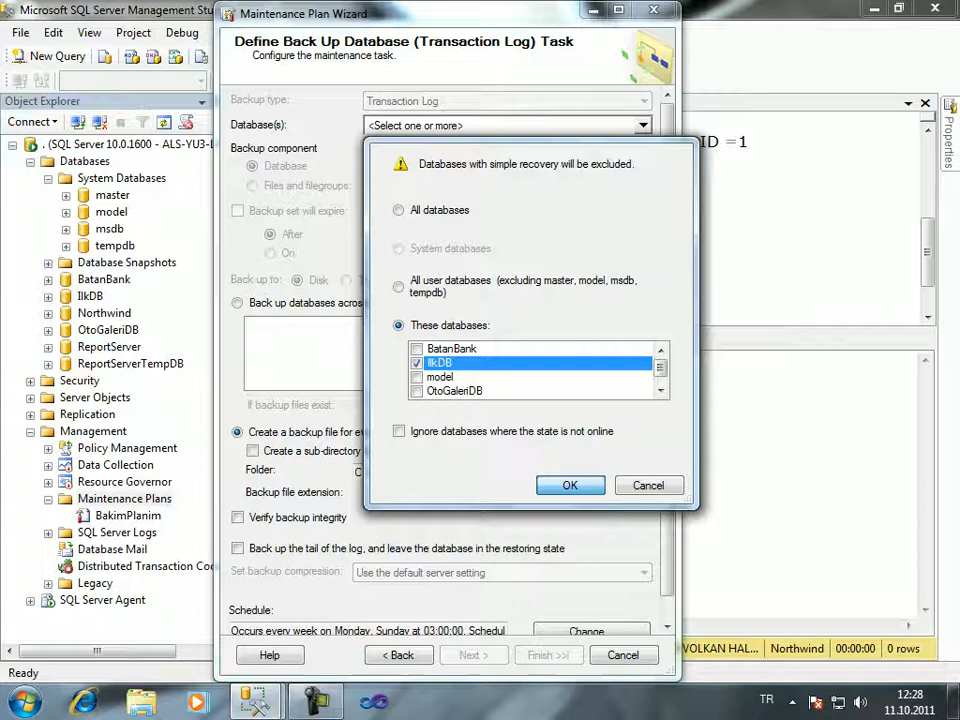 Microsoft SQL Server Management Stu
Maintenance Plan Wizard
File Edit View Project Debug
New Query
Define Back Up Database (Transaction Log) Task
Configure the maintenance task.
Object Explorer
Connect
. (SQL Server 10.0.1600 - ALS-YU3-L
Databases
System Databases
master
model
msdb
tempdb
Database Snapshots
BatanBank
IlkDB
Northwind
OtoGaleriDB
ReportServer
ReportServerTempDB
Security
Server Objects
Replication
Management
Policy Management
Data Collection
Resource Governor
Maintenance Plans
BakimPlanim
SQL Server Logs
Database Mail
Distributed Transaction Coo
Legacy
SQL Server Agent
Backup type: Transaction Log
Database(s): <Select one or more>
Backup component
Database
Files and filegroups:
Backup set will expire:
After
On
Back up to: Disk T
Back up databases acros
If backup files exist:
Create a backup file for ev
Create a sub-directory
Folder: C
Backup file extension:
Verify backup integrity
Back up the tail of the log, and leave the database in the restoring state
Set backup compression: Use the default server setting
Schedule:
Occurs every week on Monday, Sunday at 03:00:00. Schedul
Change...
Help < Back Next > Finish >>| Cancel
Databases with simple recovery will be excluded.
All databases
System databases
All user databases (excluding master, model, msdb,
tempdb)
These databases:
BatanBank
IlkDB
model
OtoGaleriDB
Ignore databases where the state is not online
OK Cancel
ID =1
Properties
VOLKAN HAL... Northwind 00:00:00 0 rows
Ready
TR
12:28
11.10.2011